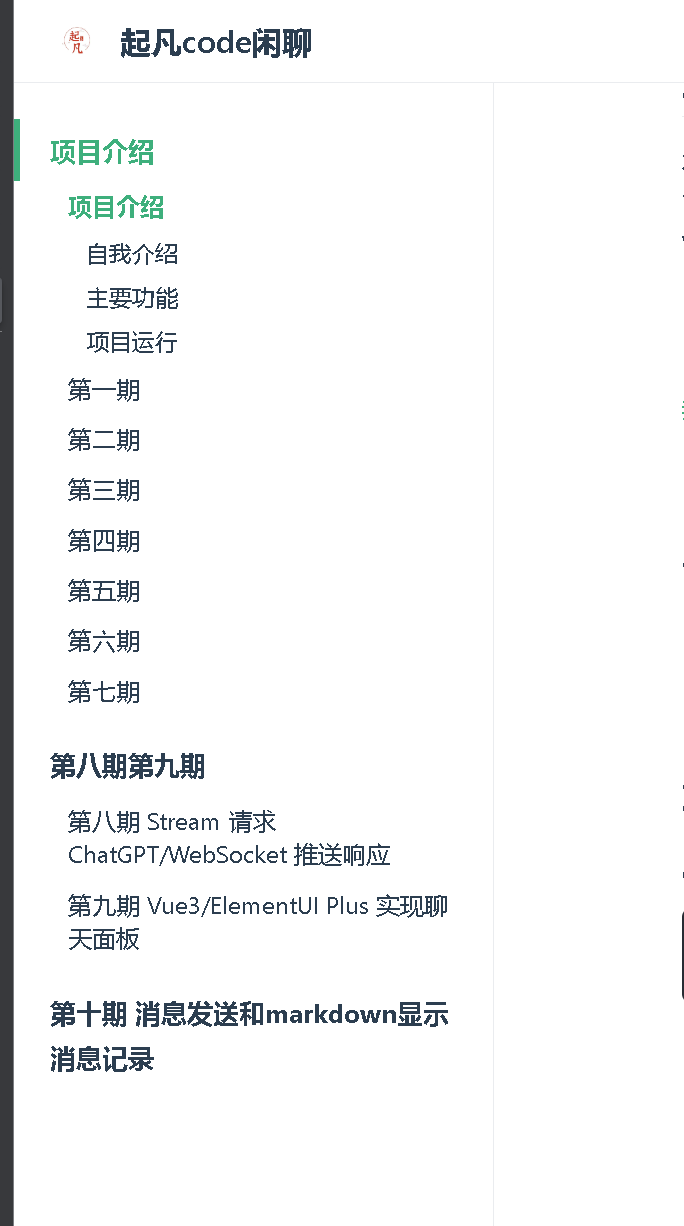 起凡
起凡code闲聊
项目介绍
项目介绍
自我介绍
主要功能
项目运行
第一期
第二期
第三期
第四期
第五期
第六期
第七期
第八期第九期
第八期 Stream 请求
ChatGPT/WebSocket 推送响应
第九期 Vue3/ElementUI Plus 实现聊
天面板
第十期 消息发送和markdown显示
消息记录